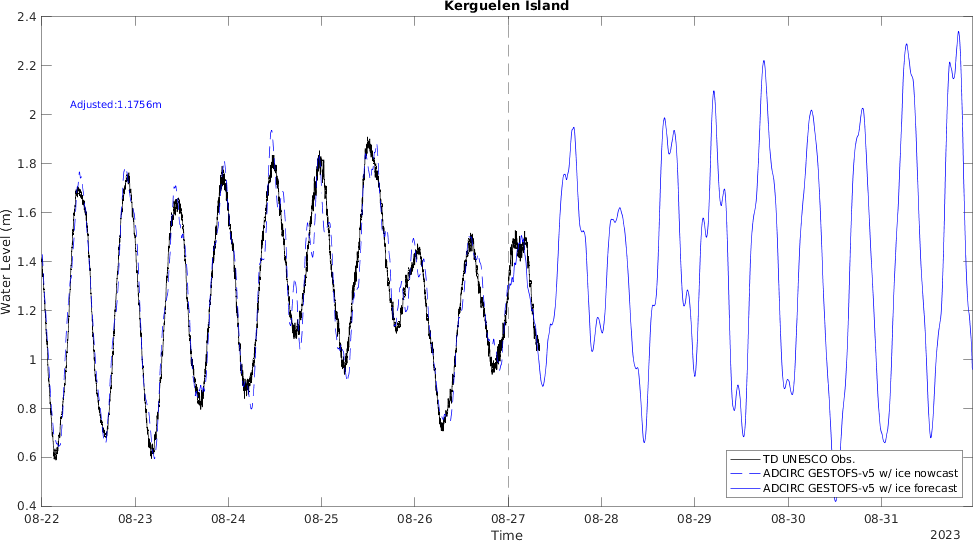 Kerguelen Island
2.4
2.2
2
1.8
1.6
1.4
1.2
1
0.8
0.6
0.4
Water Level (m)
Adjusted:1.1756m
TD UNESCO Obs.
ADCIRC GESTOFS-v5 w/ ice nowcast
ADCIRC GESTOFS-v5 w/ ice forecast
08-22 08-23 08-24 08-25 08-26 08-27 08-28 08-29 08-30 08-31
Time
2023